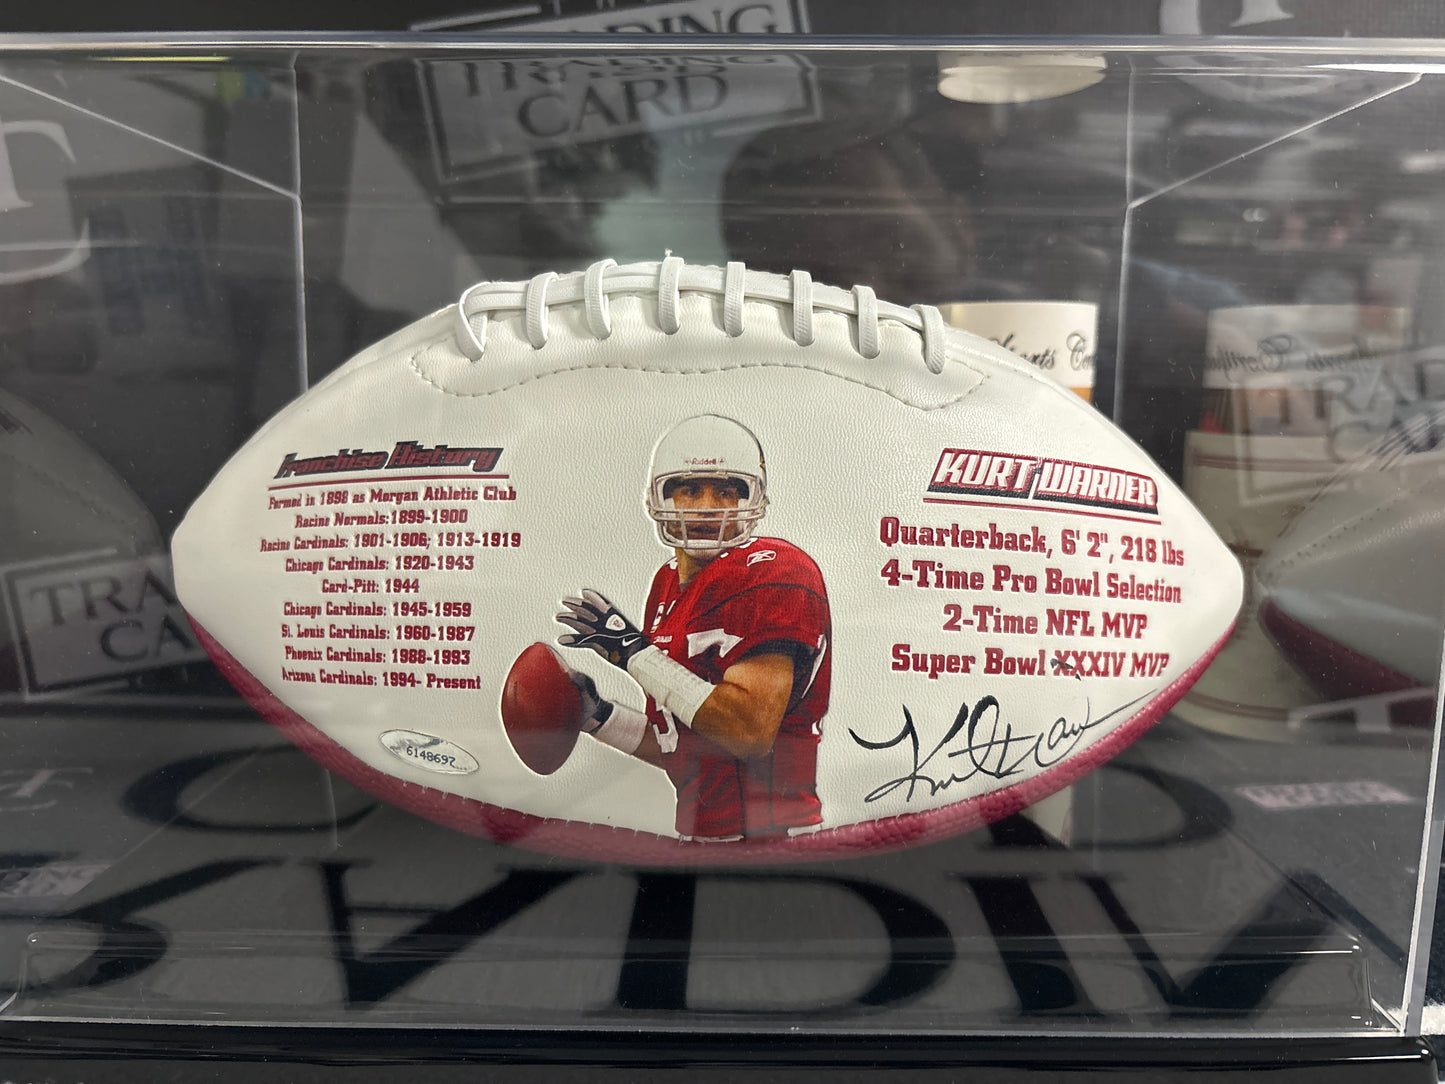 TRADING
CARD
Franchise History
Formed in 1898 as Morgan Athletic Club
Racine Normals: 1899-1900
Racine Cardinals: 1901-1906; 1913-1919
Chicago Cardinals: 1920-1943
Card-Pitt: 1944
Chicago Cardinals: 1945-1959
St. Louis Cardinals: 1960-1987
Phoenix Cardinals: 1988-1993
Arizona Cardinals: 1994- Present
6148697
Riddell
KURT WARNER
Quarterback, 6' 2", 218 lbs
4-Time Pro Bowl Selection
2-Time NFL MVP
Super Bowl XXXIV MVP
Kurt Warner